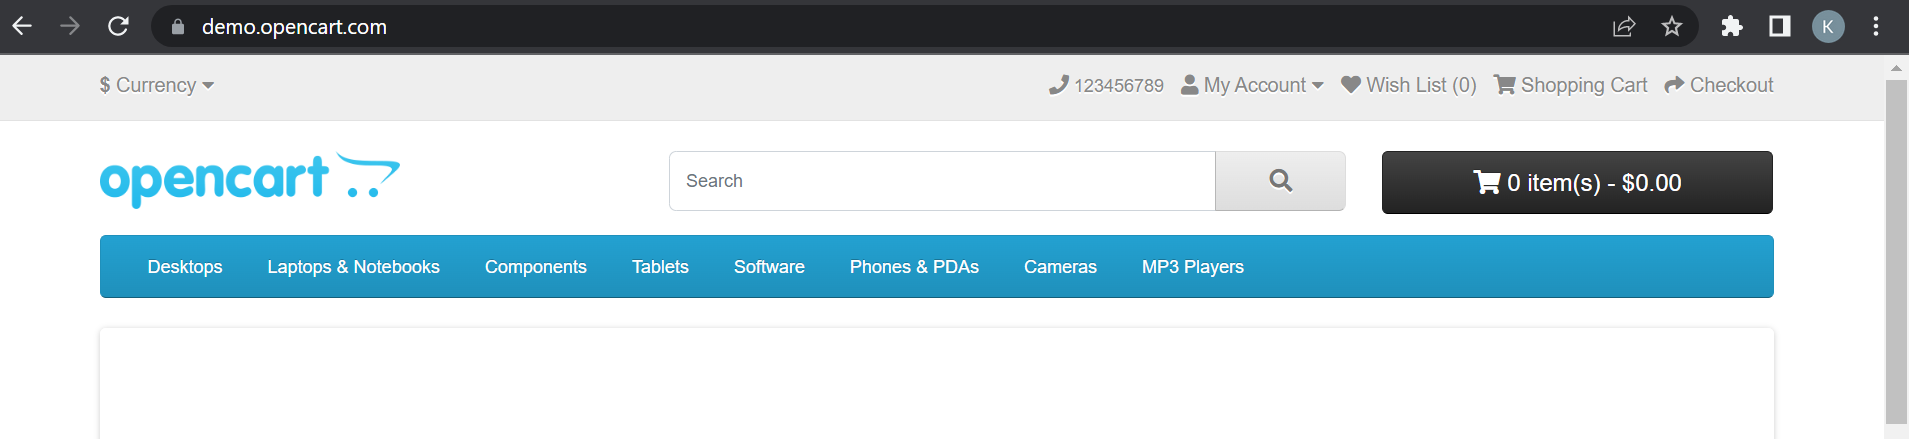 demo.opencart.com
K
$ Currency
123456789 My Account Wish List (0) Shopping Cart Checkout
opencart
Search
0 item(s) - $0.00
Desktops Laptops & Notebooks Components Tablets Software Phones & PDAs Cameras MP3 Players